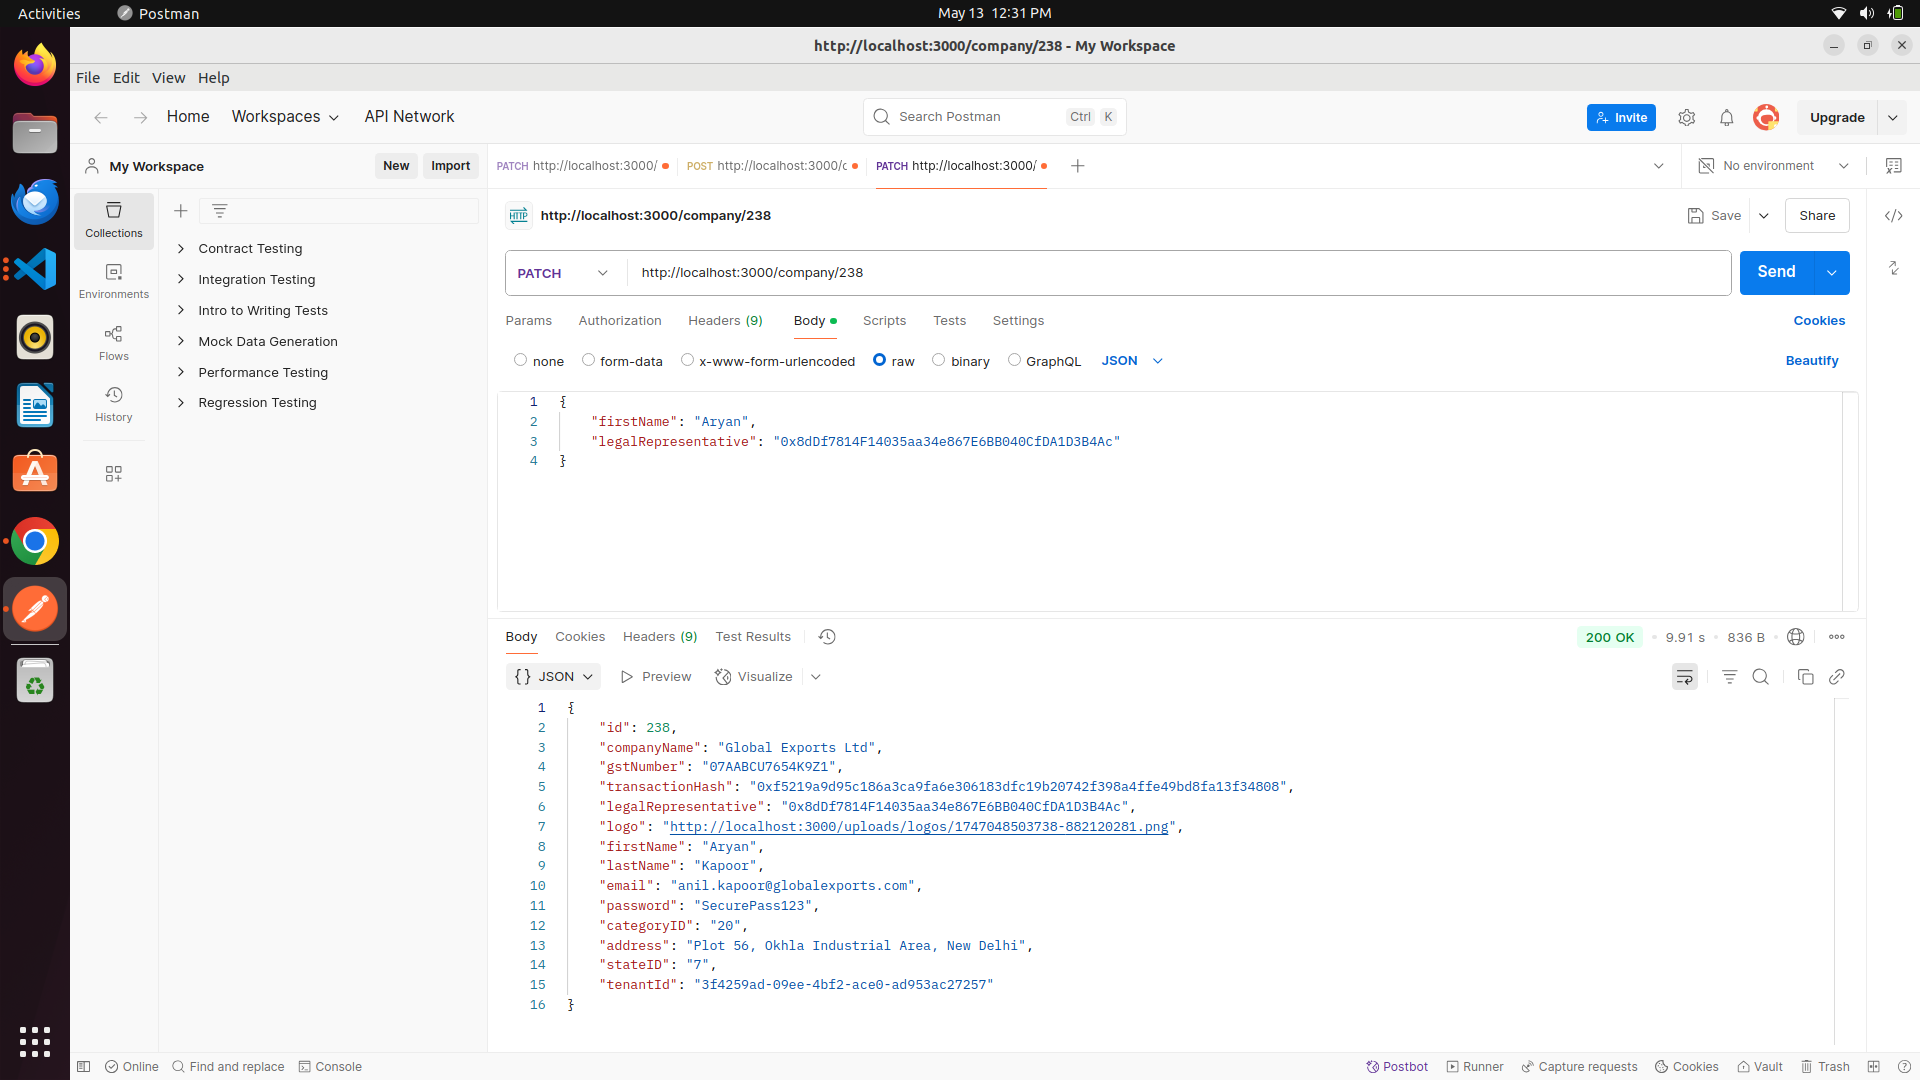 Activities
Postman
May 13 12:31 PM
http://localhost:3000/company/238 - My Workspace
File Edit View Help
Home Workspaces API Network
Search Postman Ctrl K
Invite
Upgrade
My Workspace New Import
PATCH http://localhost:3000/
POST http://localhost:3000/c
PATCH http://localhost:3000/
No environment
Collections
Environments
Flows
History
Contract Testing
Integration Testing
Intro to Writing Tests
Mock Data Generation
Performance Testing
Regression Testing
HTTP http://localhost:3000/company/238
Save Share
PATCH http://localhost:3000/company/238 Send
Params Authorization Headers (9) Body Scripts Tests Settings Cookies
none form-data x-www-form-urlencoded raw binary GraphQL JSON Beautify
1 {
2 "firstName": "Aryan",
3 "legalRepresentative": "0x8dDf7814F14035aa34e867E6BB040CfDA1D3B4Ac"
4 }
Body Cookies Headers (9) Test Results
200 OK 9.91 s 836 B
{} JSON Preview Visualize
1 {
2 "id": 238,
3 "companyName": "Global Exports Ltd",
4 "gstNumber": "07AABCU7654K9Z1",
5 "transactionHash": "0xf5219a9d95c186a3ca9fa6e306183dfc19b20742f398a4ffe49bd8fa13f34808",
6 "legalRepresentative": "0x8dDf7814F14035aa34e867E6BB040CfDA1D3B4Ac",
7 "logo": "http://localhost:3000/uploads/logos/1747048503738-882120281.png",
8 "firstName": "Aryan",
9 "lastName": "Kapoor",
10 "email": "anil.kapoor@globalexports.com",
11 "password": "SecurePass123",
12 "categoryID": "20",
13 "address": "Plot 56, Okhla Industrial Area, New Delhi",
14 "stateID": "7",
15 "tenantId": "3f4259ad-09ee-4bf2-ace0-ad953ac27257"
16 }
Online Find and replace Console
Postbot Runner Capture requests Cookies Vault Trash